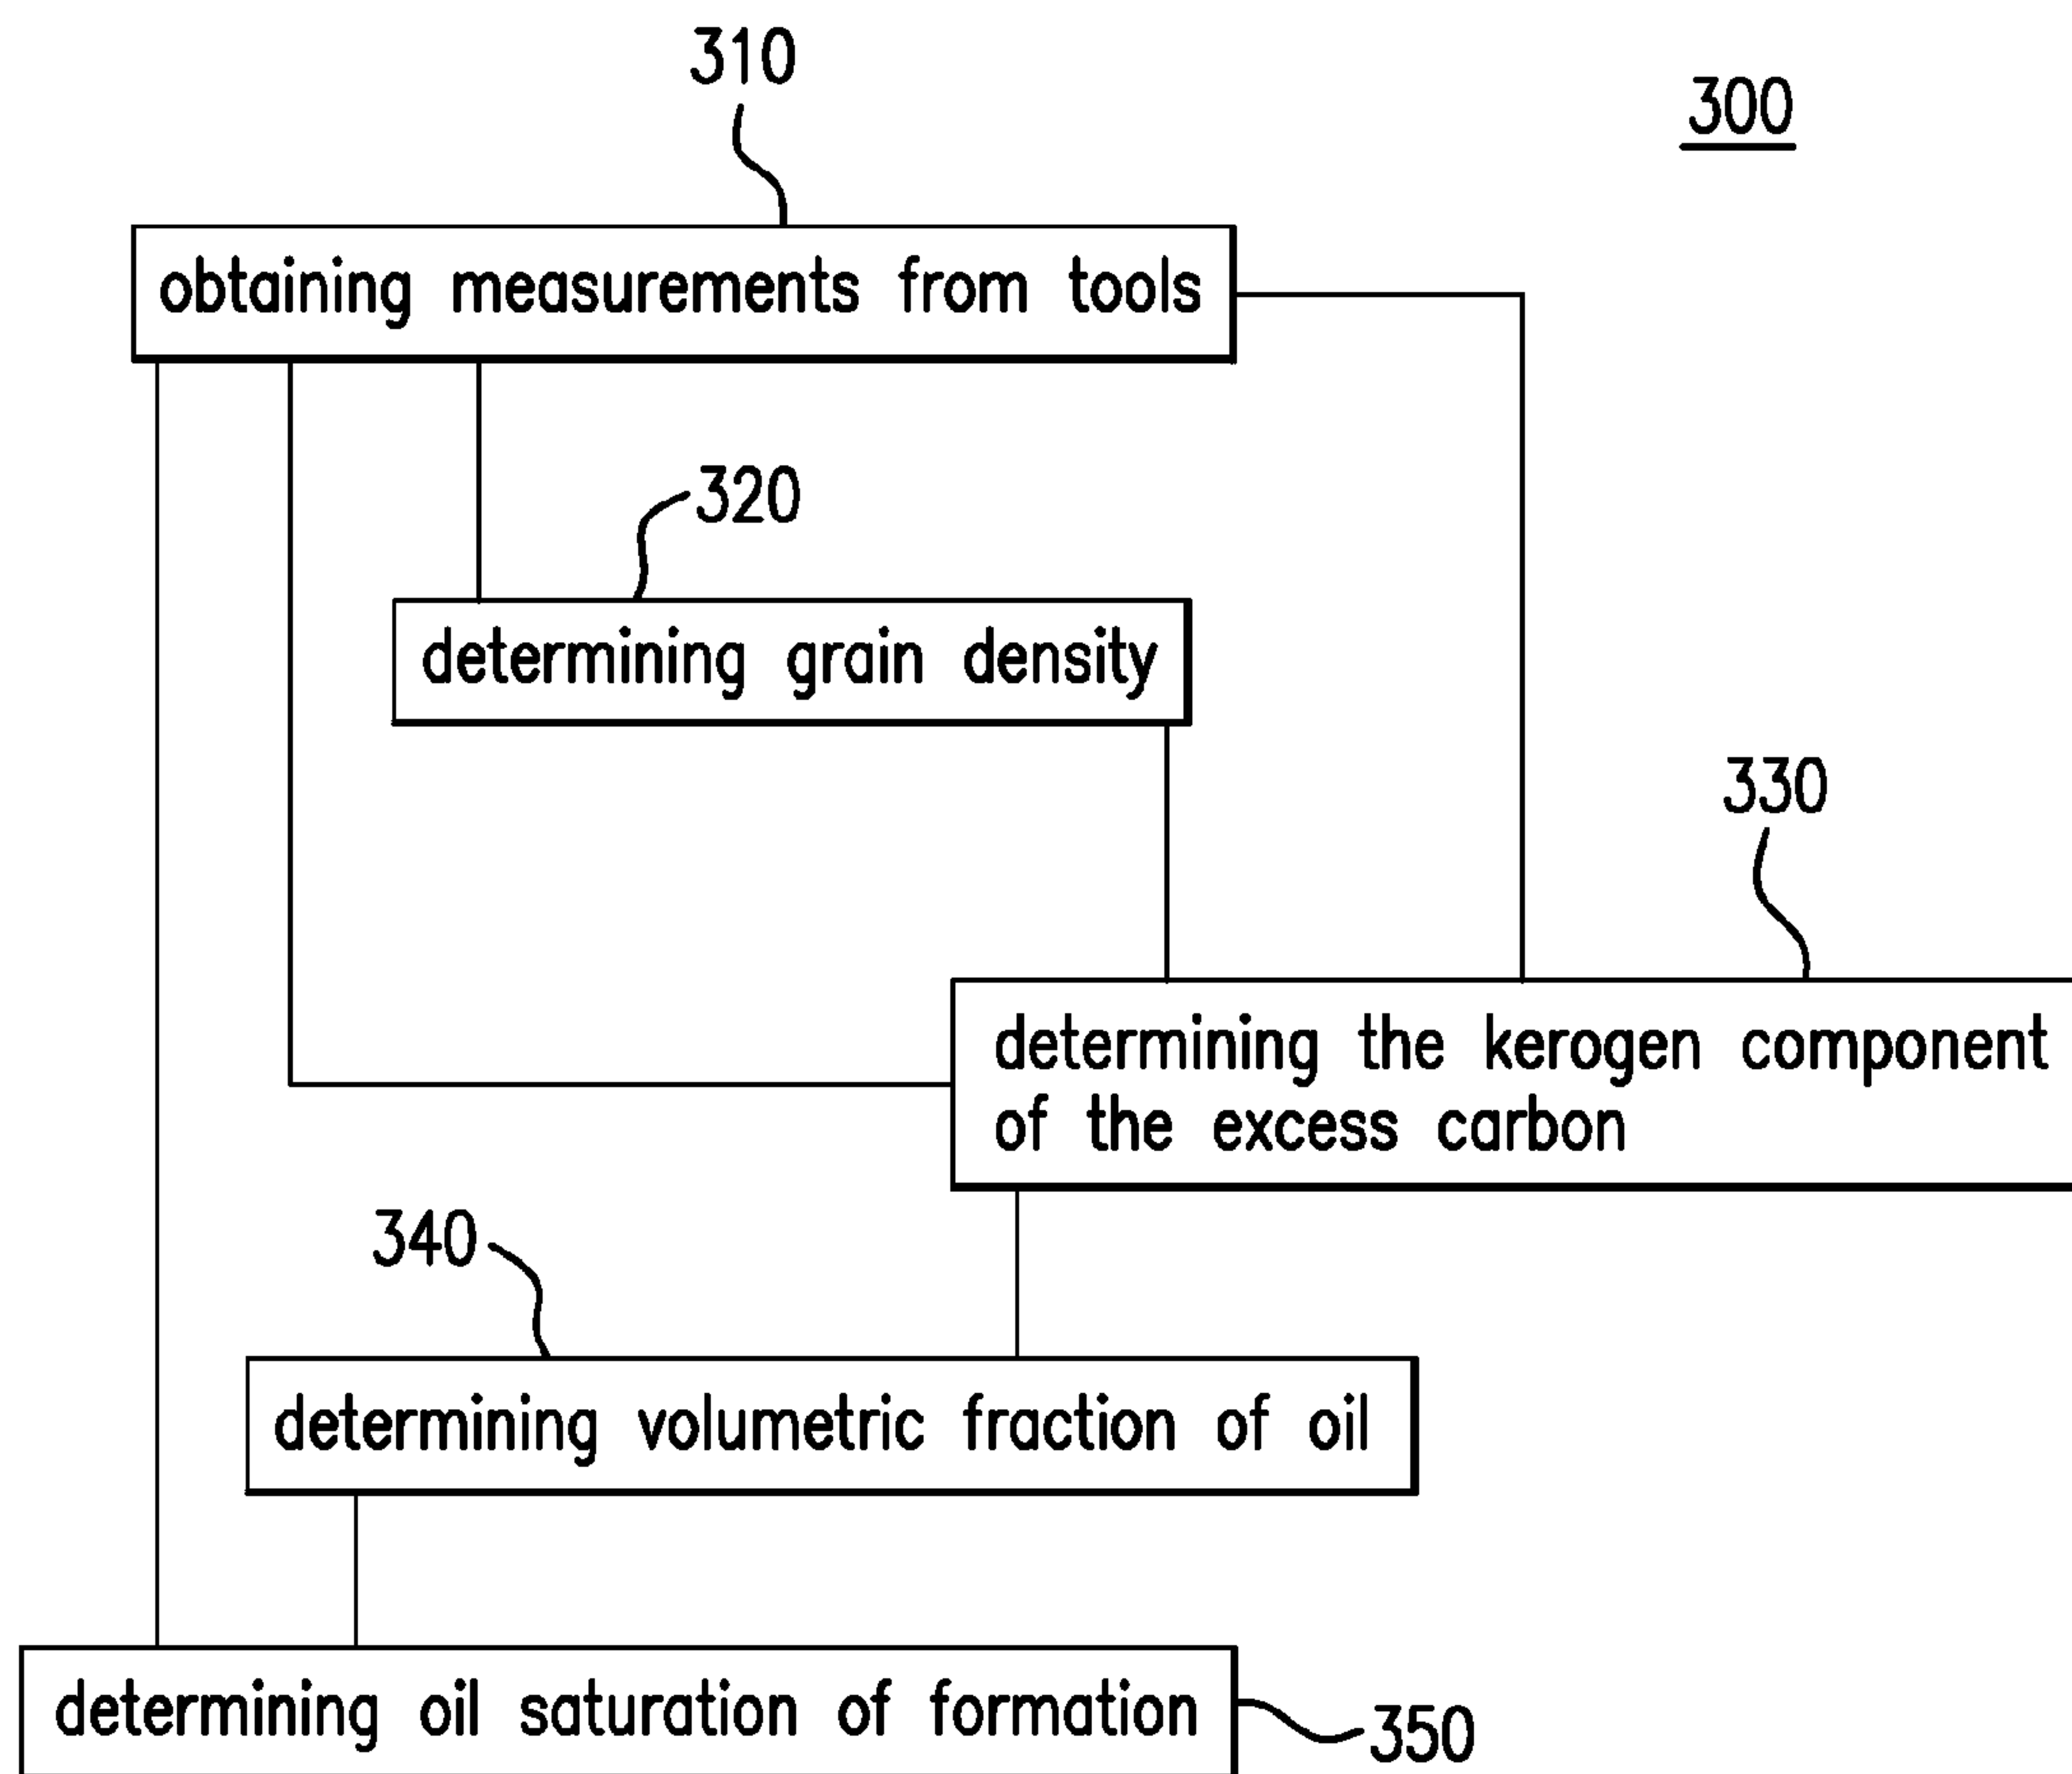 310
300
obtaining measurements from tools
320
determining grain density
330
determining the kerogen component
of the excess carbon
340
determining volumetric fraction of oil
determining oil saturation of formation
350